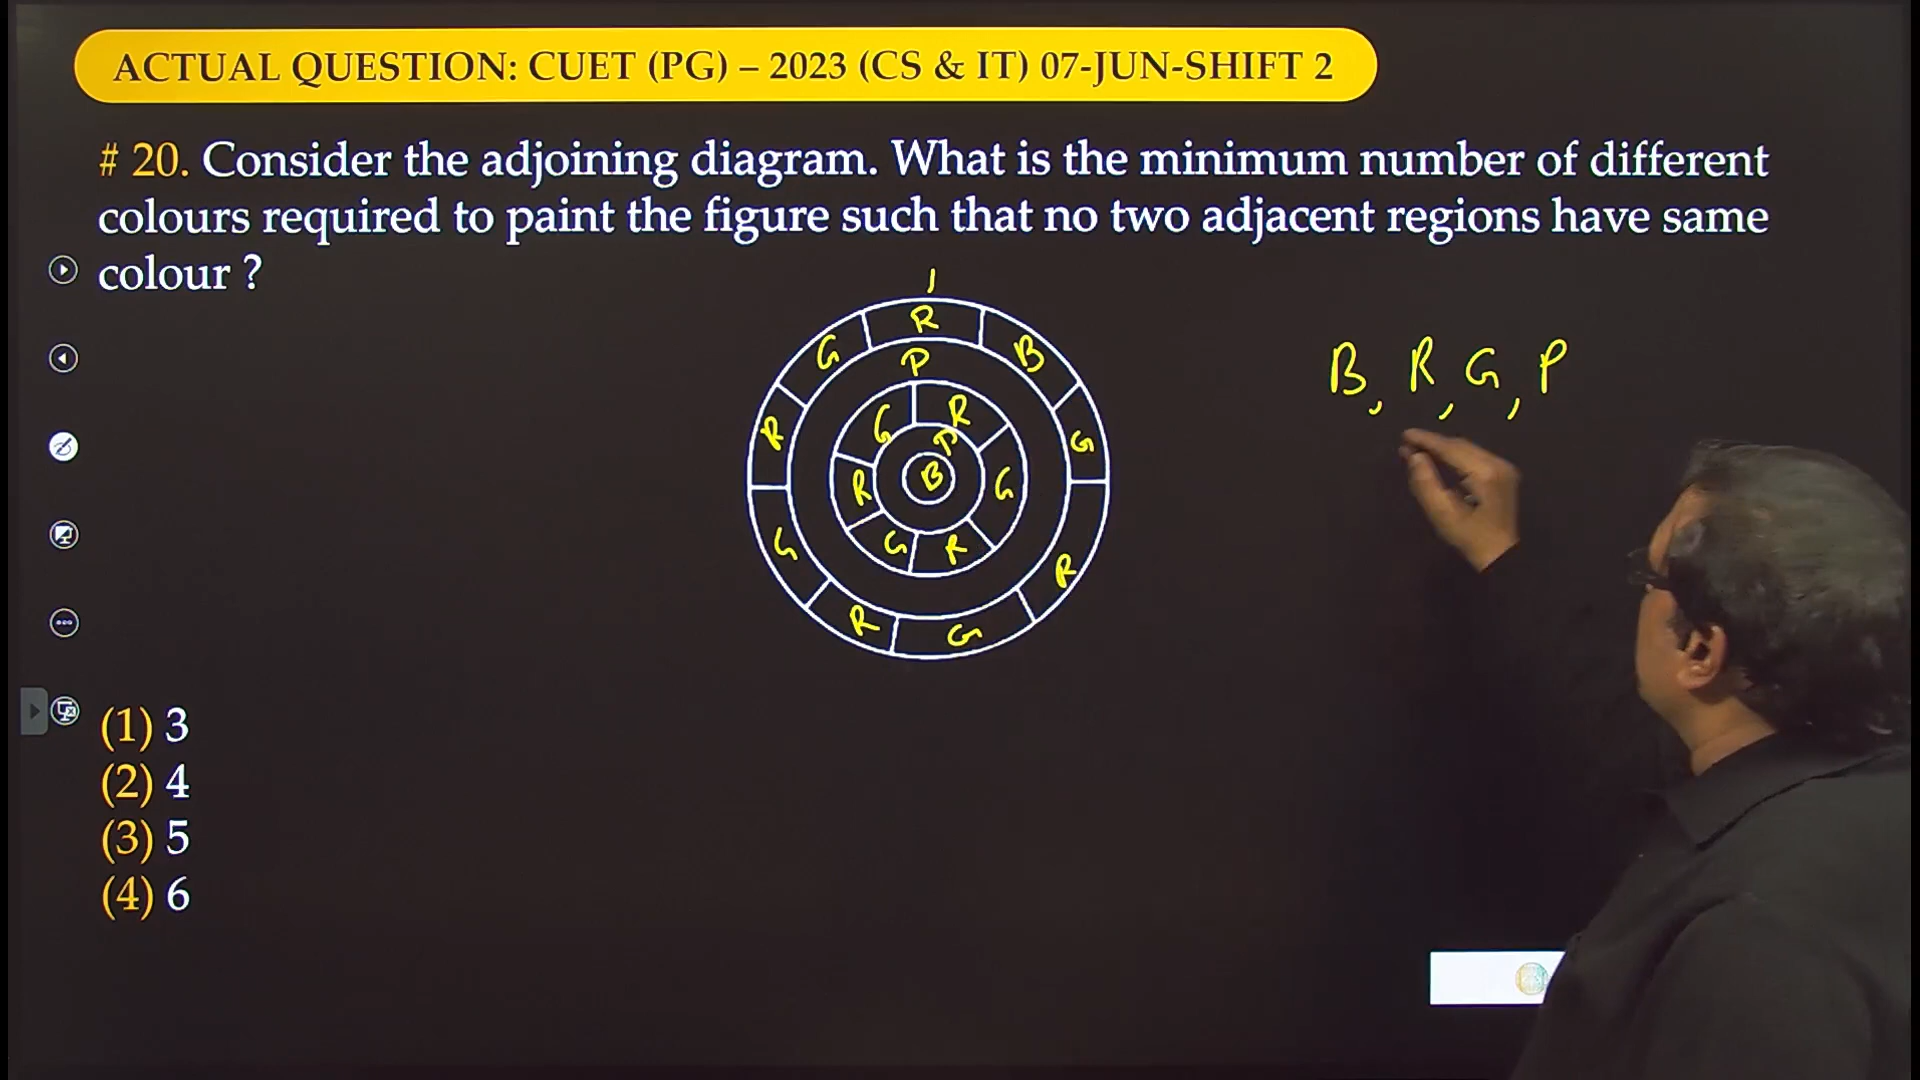 ACTUAL QUESTION: CUET (PG) – 2023 (CS & IT) 07-JUN-SHIFT 2
# 20. Consider the adjoining diagram. What is the minimum number of different
colours required to paint the figure such that no two adjacent regions have same
colour ?
1
R
G
B
P
R
G
G
R
P
B
R
G
G
R
G
R
R
G
B, R, G, P
(1) 3
(2) 4
(3) 5
(4) 6